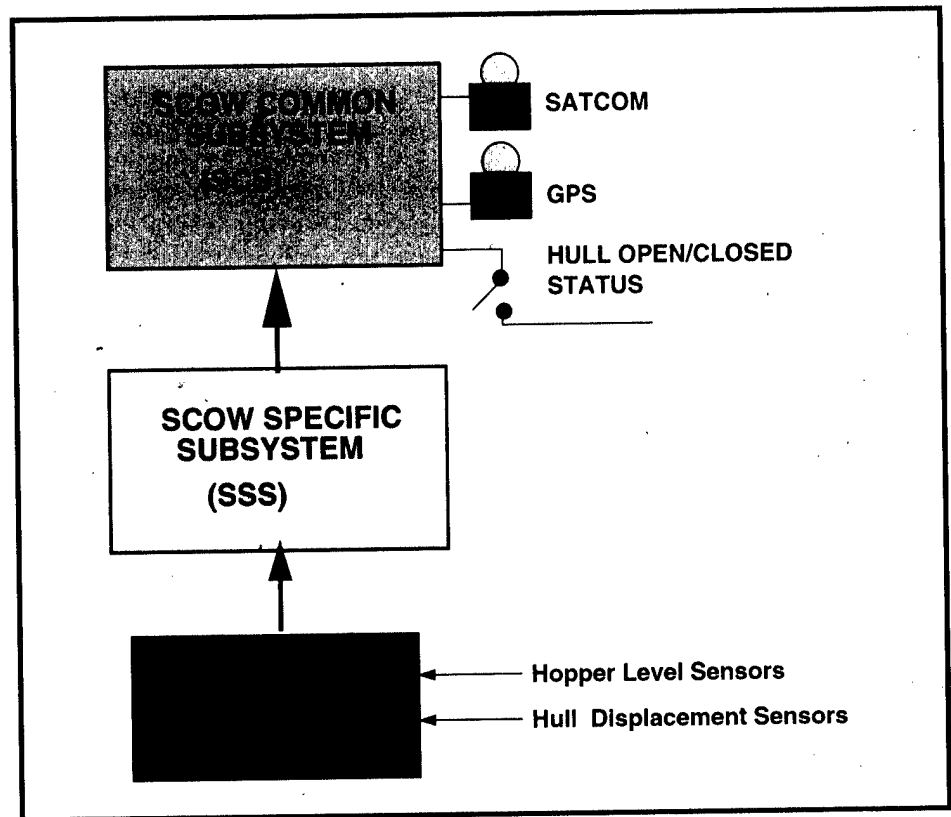 SCOW COMMON
SUBSYSTEM
(SCS)
SATCOM
GPS
HULL OPEN/CLOSED
STATUS
SCOW SPECIFIC
SUBSYSTEM
(SSS)
Hopper Level Sensors
Hull Displacement Sensors